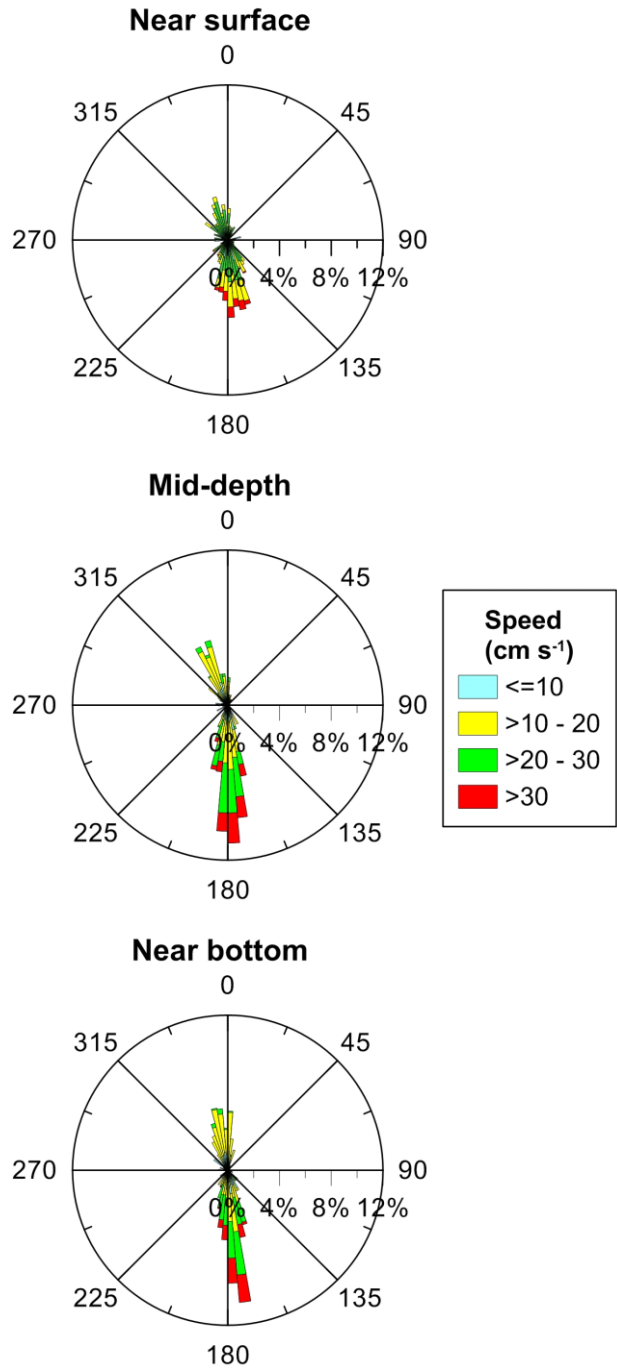 Near surface
0
315 45
270 90
0% 4% 8% 12%
225 135
180
Mid-depth
0
315 45
270 90
0% 4% 8% 12%
225 135
180
Speed
(cm s⁻¹)
<=10
>10 - 20
>20 - 30
>30
Near bottom
0
315 45
270 90
0% 4% 8% 12%
225 135
180